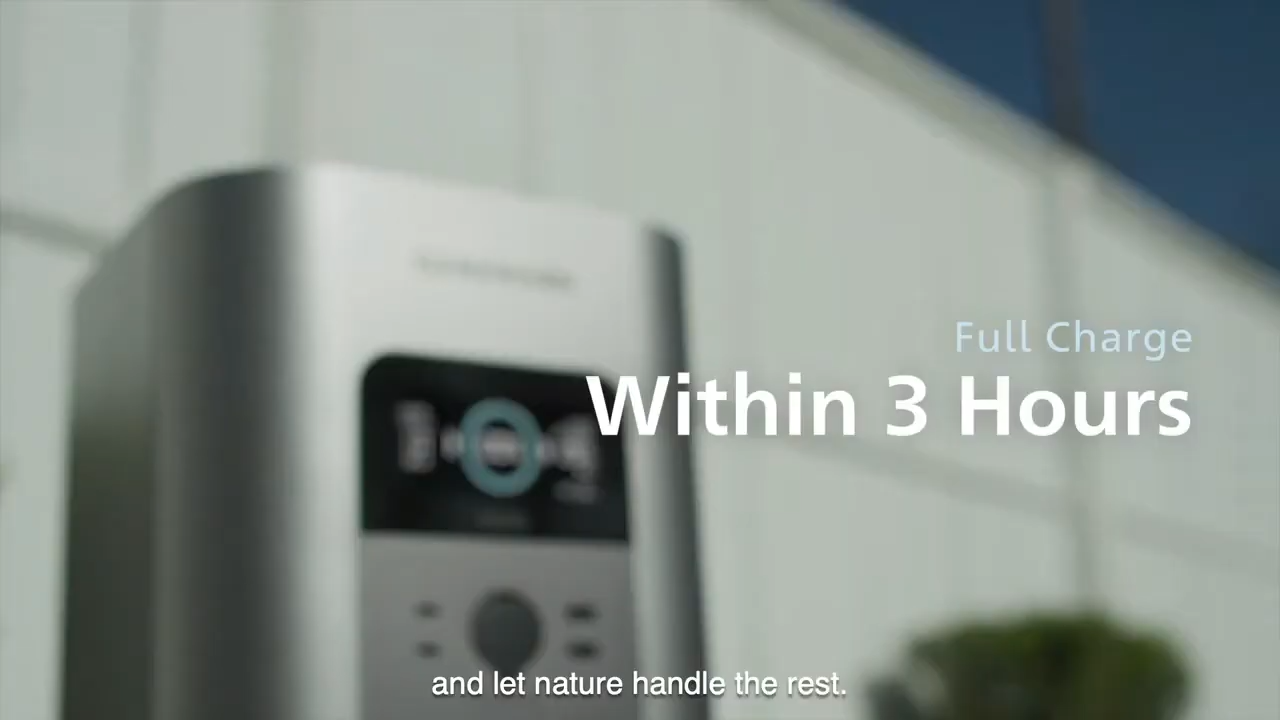 Full Charge
Within 3 Hours
and let nature handle the rest.